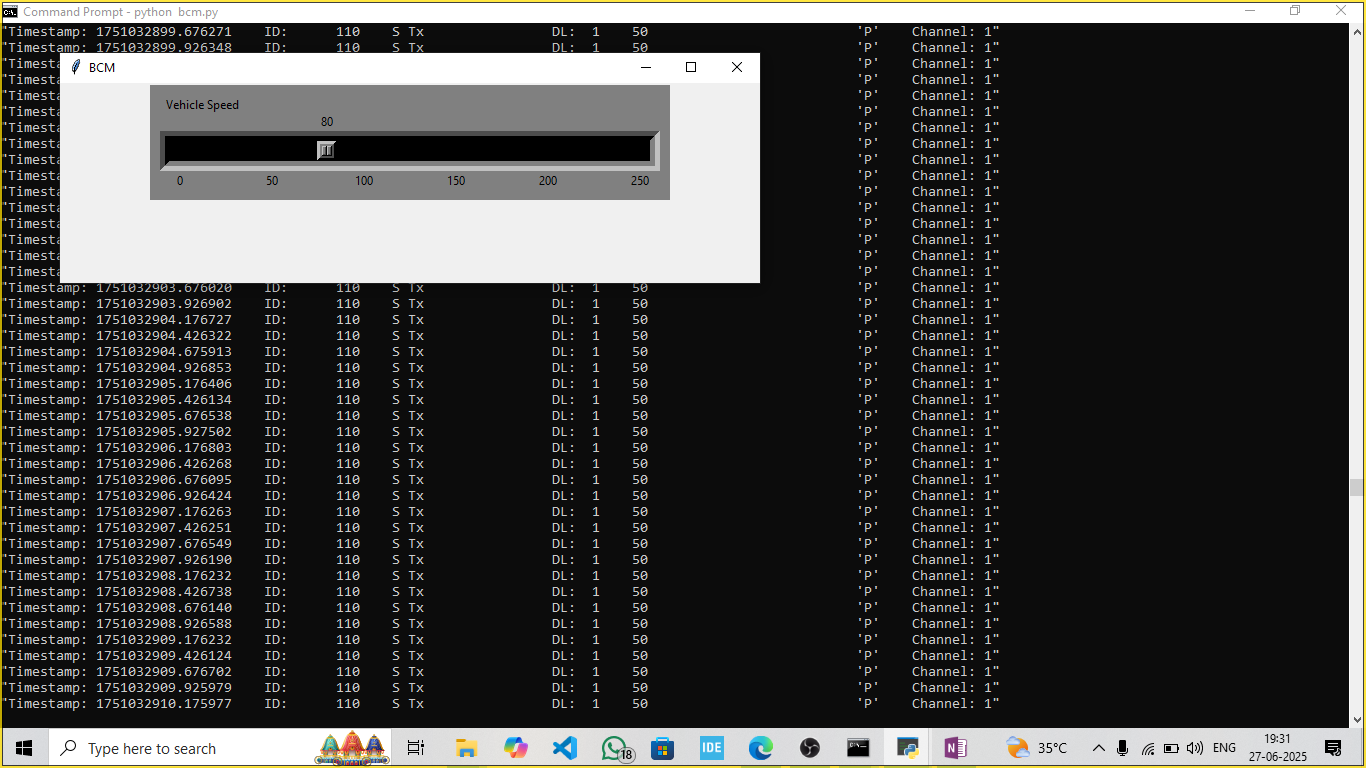 Command Prompt - python  bcm.py
"Timestamp: 1751032899.676271    ID:      110    S Tx                DL:  1    50                          'P'    Channel: 1"
"Timestamp: 1751032899.926348    ID:      110    S Tx                DL:  1    50                          'P'    Channel: 1"
BCM
Vehicle Speed
80
0 50 100 150 200 250
"Timesta 'P'    Channel: 1"
"Timesta 'P'    Channel: 1"
"Timesta 'P'    Channel: 1"
"Timesta 'P'    Channel: 1"
"Timesta 'P'    Channel: 1"
"Timesta 'P'    Channel: 1"
"Timesta 'P'    Channel: 1"
"Timesta 'P'    Channel: 1"
"Timesta 'P'    Channel: 1"
"Timesta 'P'    Channel: 1"
"Timesta 'P'    Channel: 1"
"Timesta 'P'    Channel: 1"
"Timesta 'P'    Channel: 1"
"Timesta 'P'    Channel: 1"
"Timestamp: 1751032903.676020    ID:      110    S Tx                DL:  1    50                          'P'    Channel: 1"
"Timestamp: 1751032903.926902    ID:      110    S Tx                DL:  1    50                          'P'    Channel: 1"
"Timestamp: 1751032904.176727    ID:      110    S Tx                DL:  1    50                          'P'    Channel: 1"
"Timestamp: 1751032904.426322    ID:      110    S Tx                DL:  1    50                          'P'    Channel: 1"
"Timestamp: 1751032904.675913    ID:      110    S Tx                DL:  1    50                          'P'    Channel: 1"
"Timestamp: 1751032904.926853    ID:      110    S Tx                DL:  1    50                          'P'    Channel: 1"
"Timestamp: 1751032905.176406    ID:      110    S Tx                DL:  1    50                          'P'    Channel: 1"
"Timestamp: 1751032905.426134    ID:      110    S Tx                DL:  1    50                          'P'    Channel: 1"
"Timestamp: 1751032905.676538    ID:      110    S Tx                DL:  1    50                          'P'    Channel: 1"
"Timestamp: 1751032905.927502    ID:      110    S Tx                DL:  1    50                          'P'    Channel: 1"
"Timestamp: 1751032906.176803    ID:      110    S Tx                DL:  1    50                          'P'    Channel: 1"
"Timestamp: 1751032906.426268    ID:      110    S Tx                DL:  1    50                          'P'    Channel: 1"
"Timestamp: 1751032906.676095    ID:      110    S Tx                DL:  1    50                          'P'    Channel: 1"
"Timestamp: 1751032906.926424    ID:      110    S Tx                DL:  1    50                          'P'    Channel: 1"
"Timestamp: 1751032907.176263    ID:      110    S Tx                DL:  1    50                          'P'    Channel: 1"
"Timestamp: 1751032907.426251    ID:      110    S Tx                DL:  1    50                          'P'    Channel: 1"
"Timestamp: 1751032907.676549    ID:      110    S Tx                DL:  1    50                          'P'    Channel: 1"
"Timestamp: 1751032907.926190    ID:      110    S Tx                DL:  1    50                          'P'    Channel: 1"
"Timestamp: 1751032908.176232    ID:      110    S Tx                DL:  1    50                          'P'    Channel: 1"
"Timestamp: 1751032908.426738    ID:      110    S Tx                DL:  1    50                          'P'    Channel: 1"
"Timestamp: 1751032908.676140    ID:      110    S Tx                DL:  1    50                          'P'    Channel: 1"
"Timestamp: 1751032908.926588    ID:      110    S Tx                DL:  1    50                          'P'    Channel: 1"
"Timestamp: 1751032909.176232    ID:      110    S Tx                DL:  1    50                          'P'    Channel: 1"
"Timestamp: 1751032909.426124    ID:      110    S Tx                DL:  1    50                          'P'    Channel: 1"
"Timestamp: 1751032909.676702    ID:      110    S Tx                DL:  1    50                          'P'    Channel: 1"
"Timestamp: 1751032909.925979    ID:      110    S Tx                DL:  1    50                          'P'    Channel: 1"
"Timestamp: 1751032910.175977    ID:      110    S Tx                DL:  1    50                          'P'    Channel: 1"
Type here to search 18 IDE 35°C ENG 19:31
27-06-2025